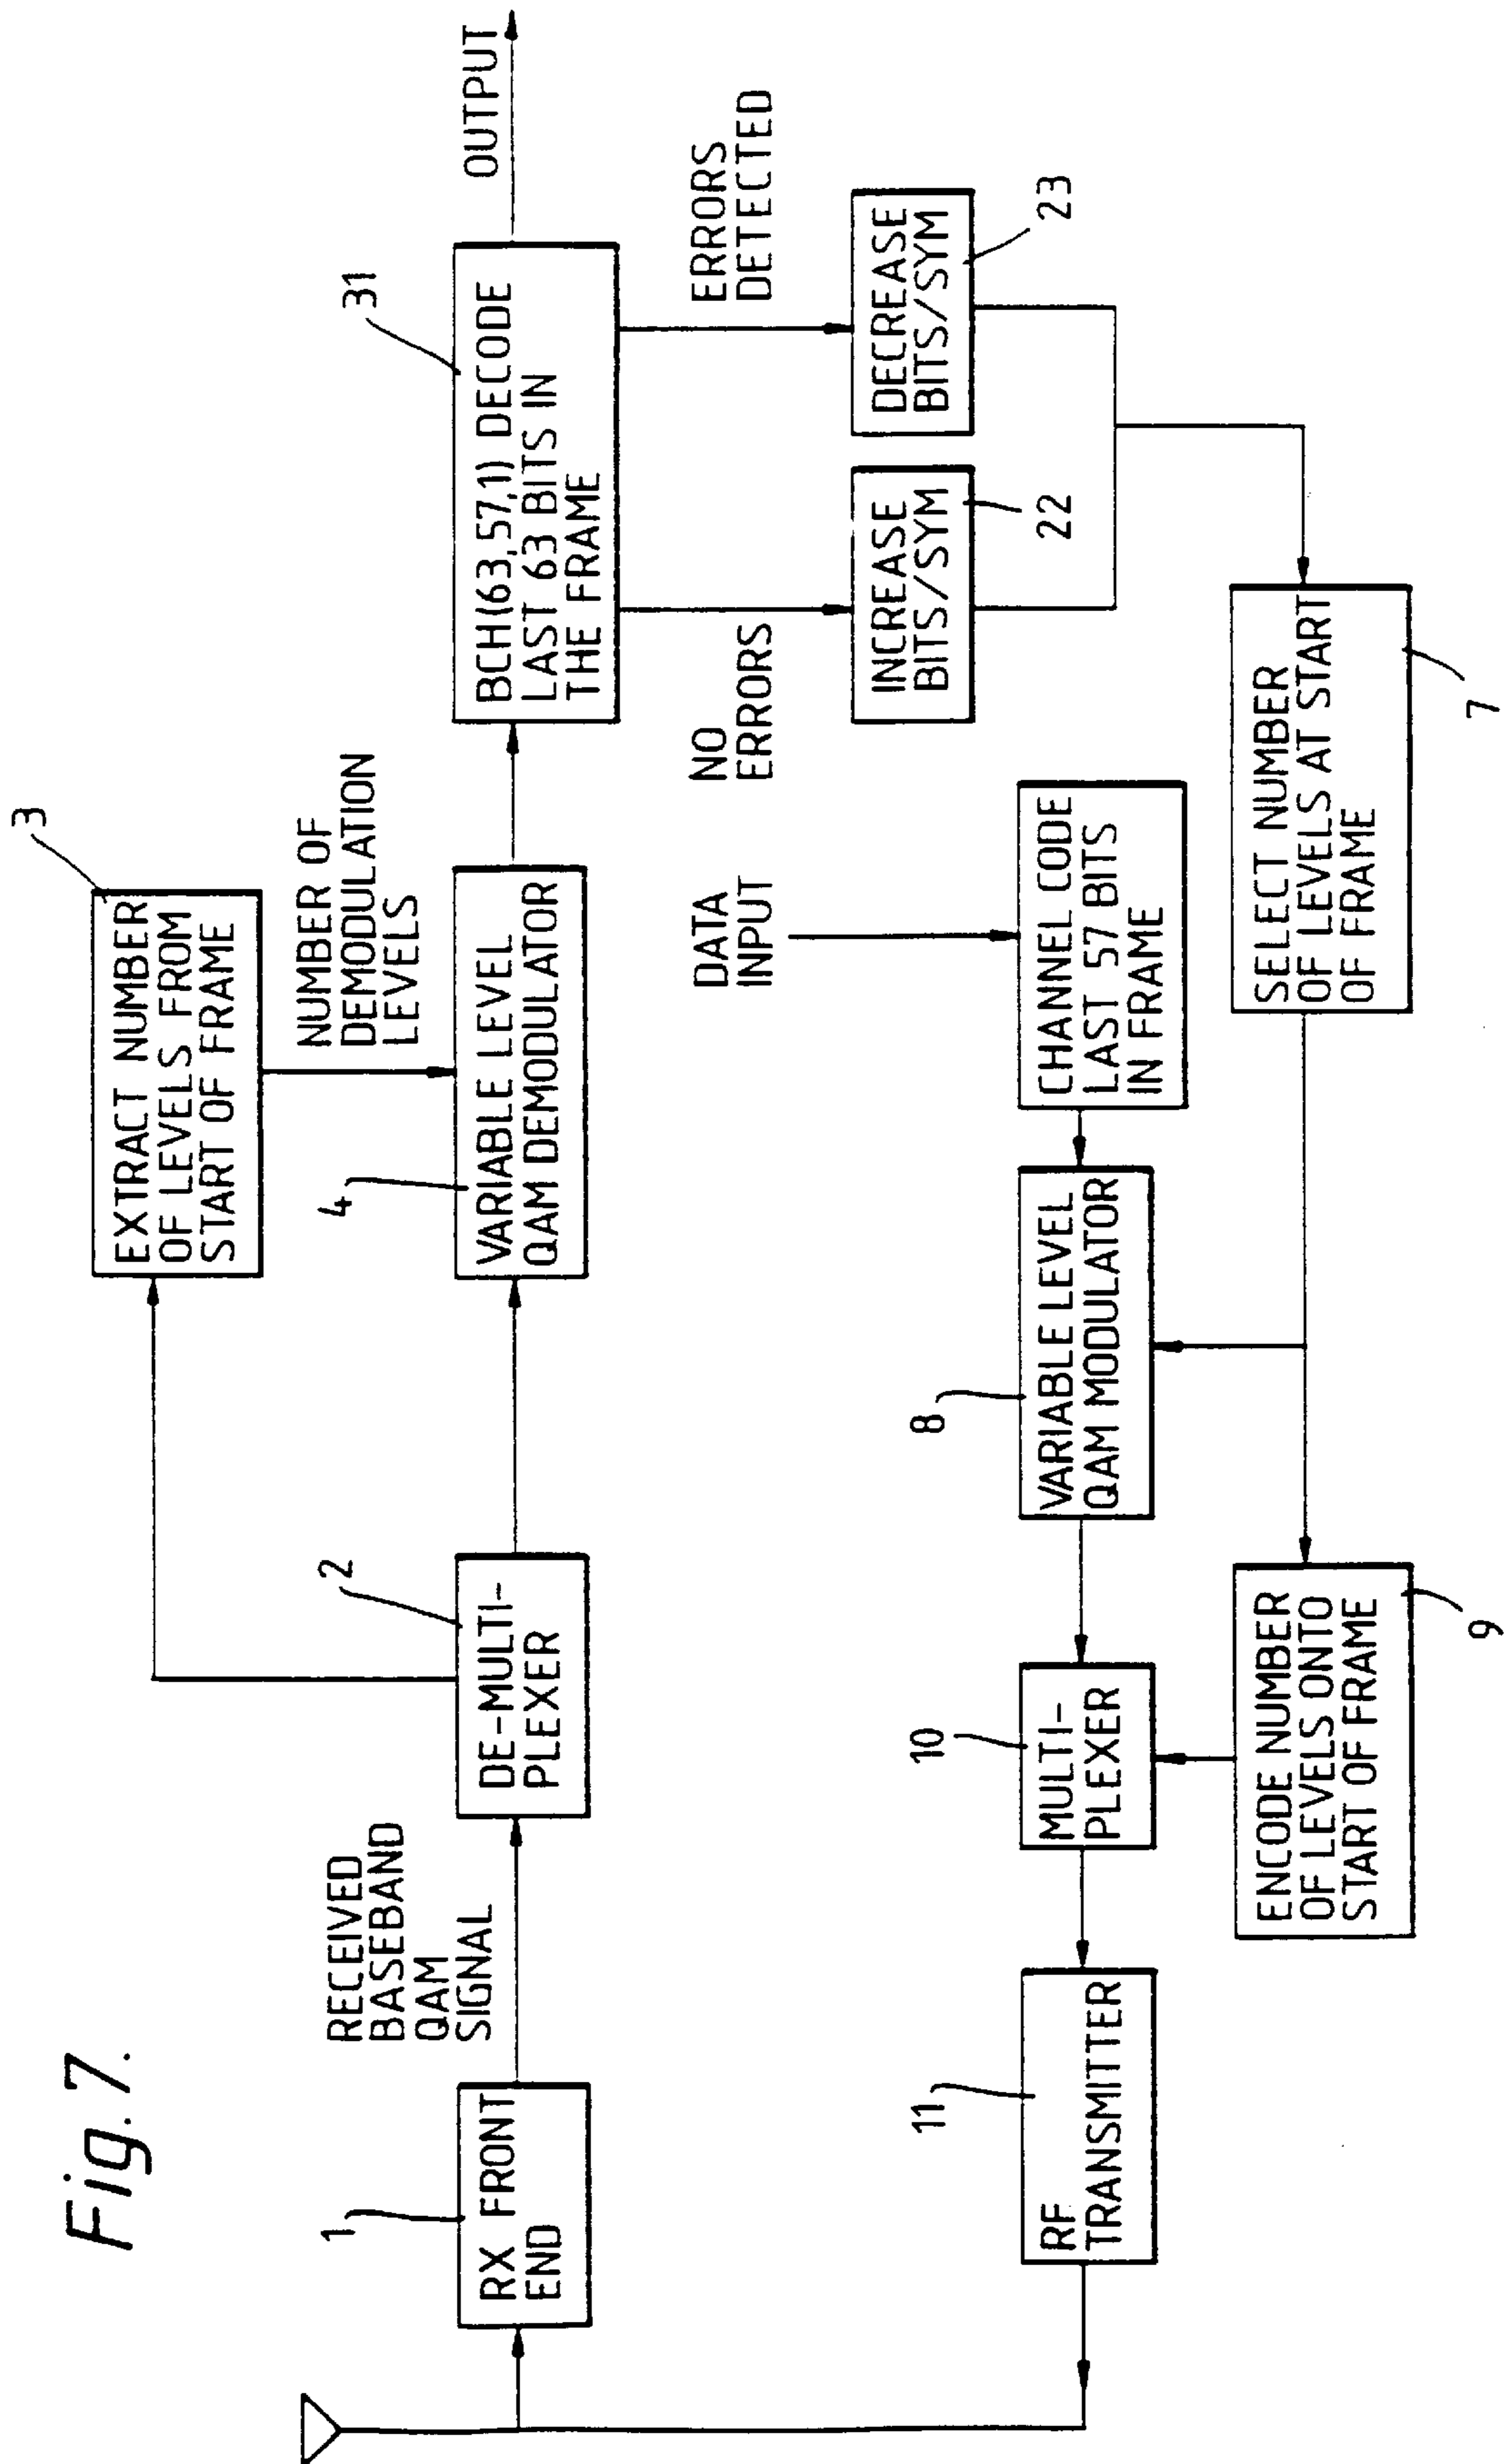 Fig. 7.
1
RX FRONT
END
RECEIVED
BASEBAND
QAM
SIGNAL
2
DE-MULTI-
PLEXER
3
EXTRACT NUMBER
OF LEVELS FROM
START OF FRAME
NUMBER OF
DEMODULATION
LEVELS
4
VARIABLE LEVEL
QAM DEMODULATOR
31
BCH(63,57,1) DECODE
LAST 63 BITS IN
THE FRAME
OUTPUT
NO
ERRORS
ERRORS
DETECTED
INCREASE
BITS/SYM
22
DECREASE
BITS/SYM
23
DATA
INPUT
CHANNEL CODE
LAST 57 BITS
IN FRAME
SELECT NUMBER
OF LEVELS AT START
OF FRAME
7
8
VARIABLE LEVEL
QAM MODULATOR
10
MULTI-
PLEXER
ENCODE NUMBER
OF LEVELS ONTO
START OF FRAME
9
11
RF
TRANSMITTER